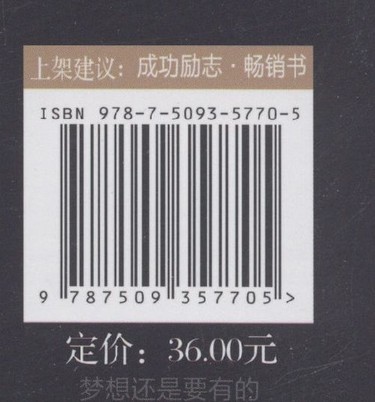 上架建议：成功励志·畅销书
ISBN 978-7-5093-5770-5
9 787509 357705 >
定价：36.00元
梦想还是要有的